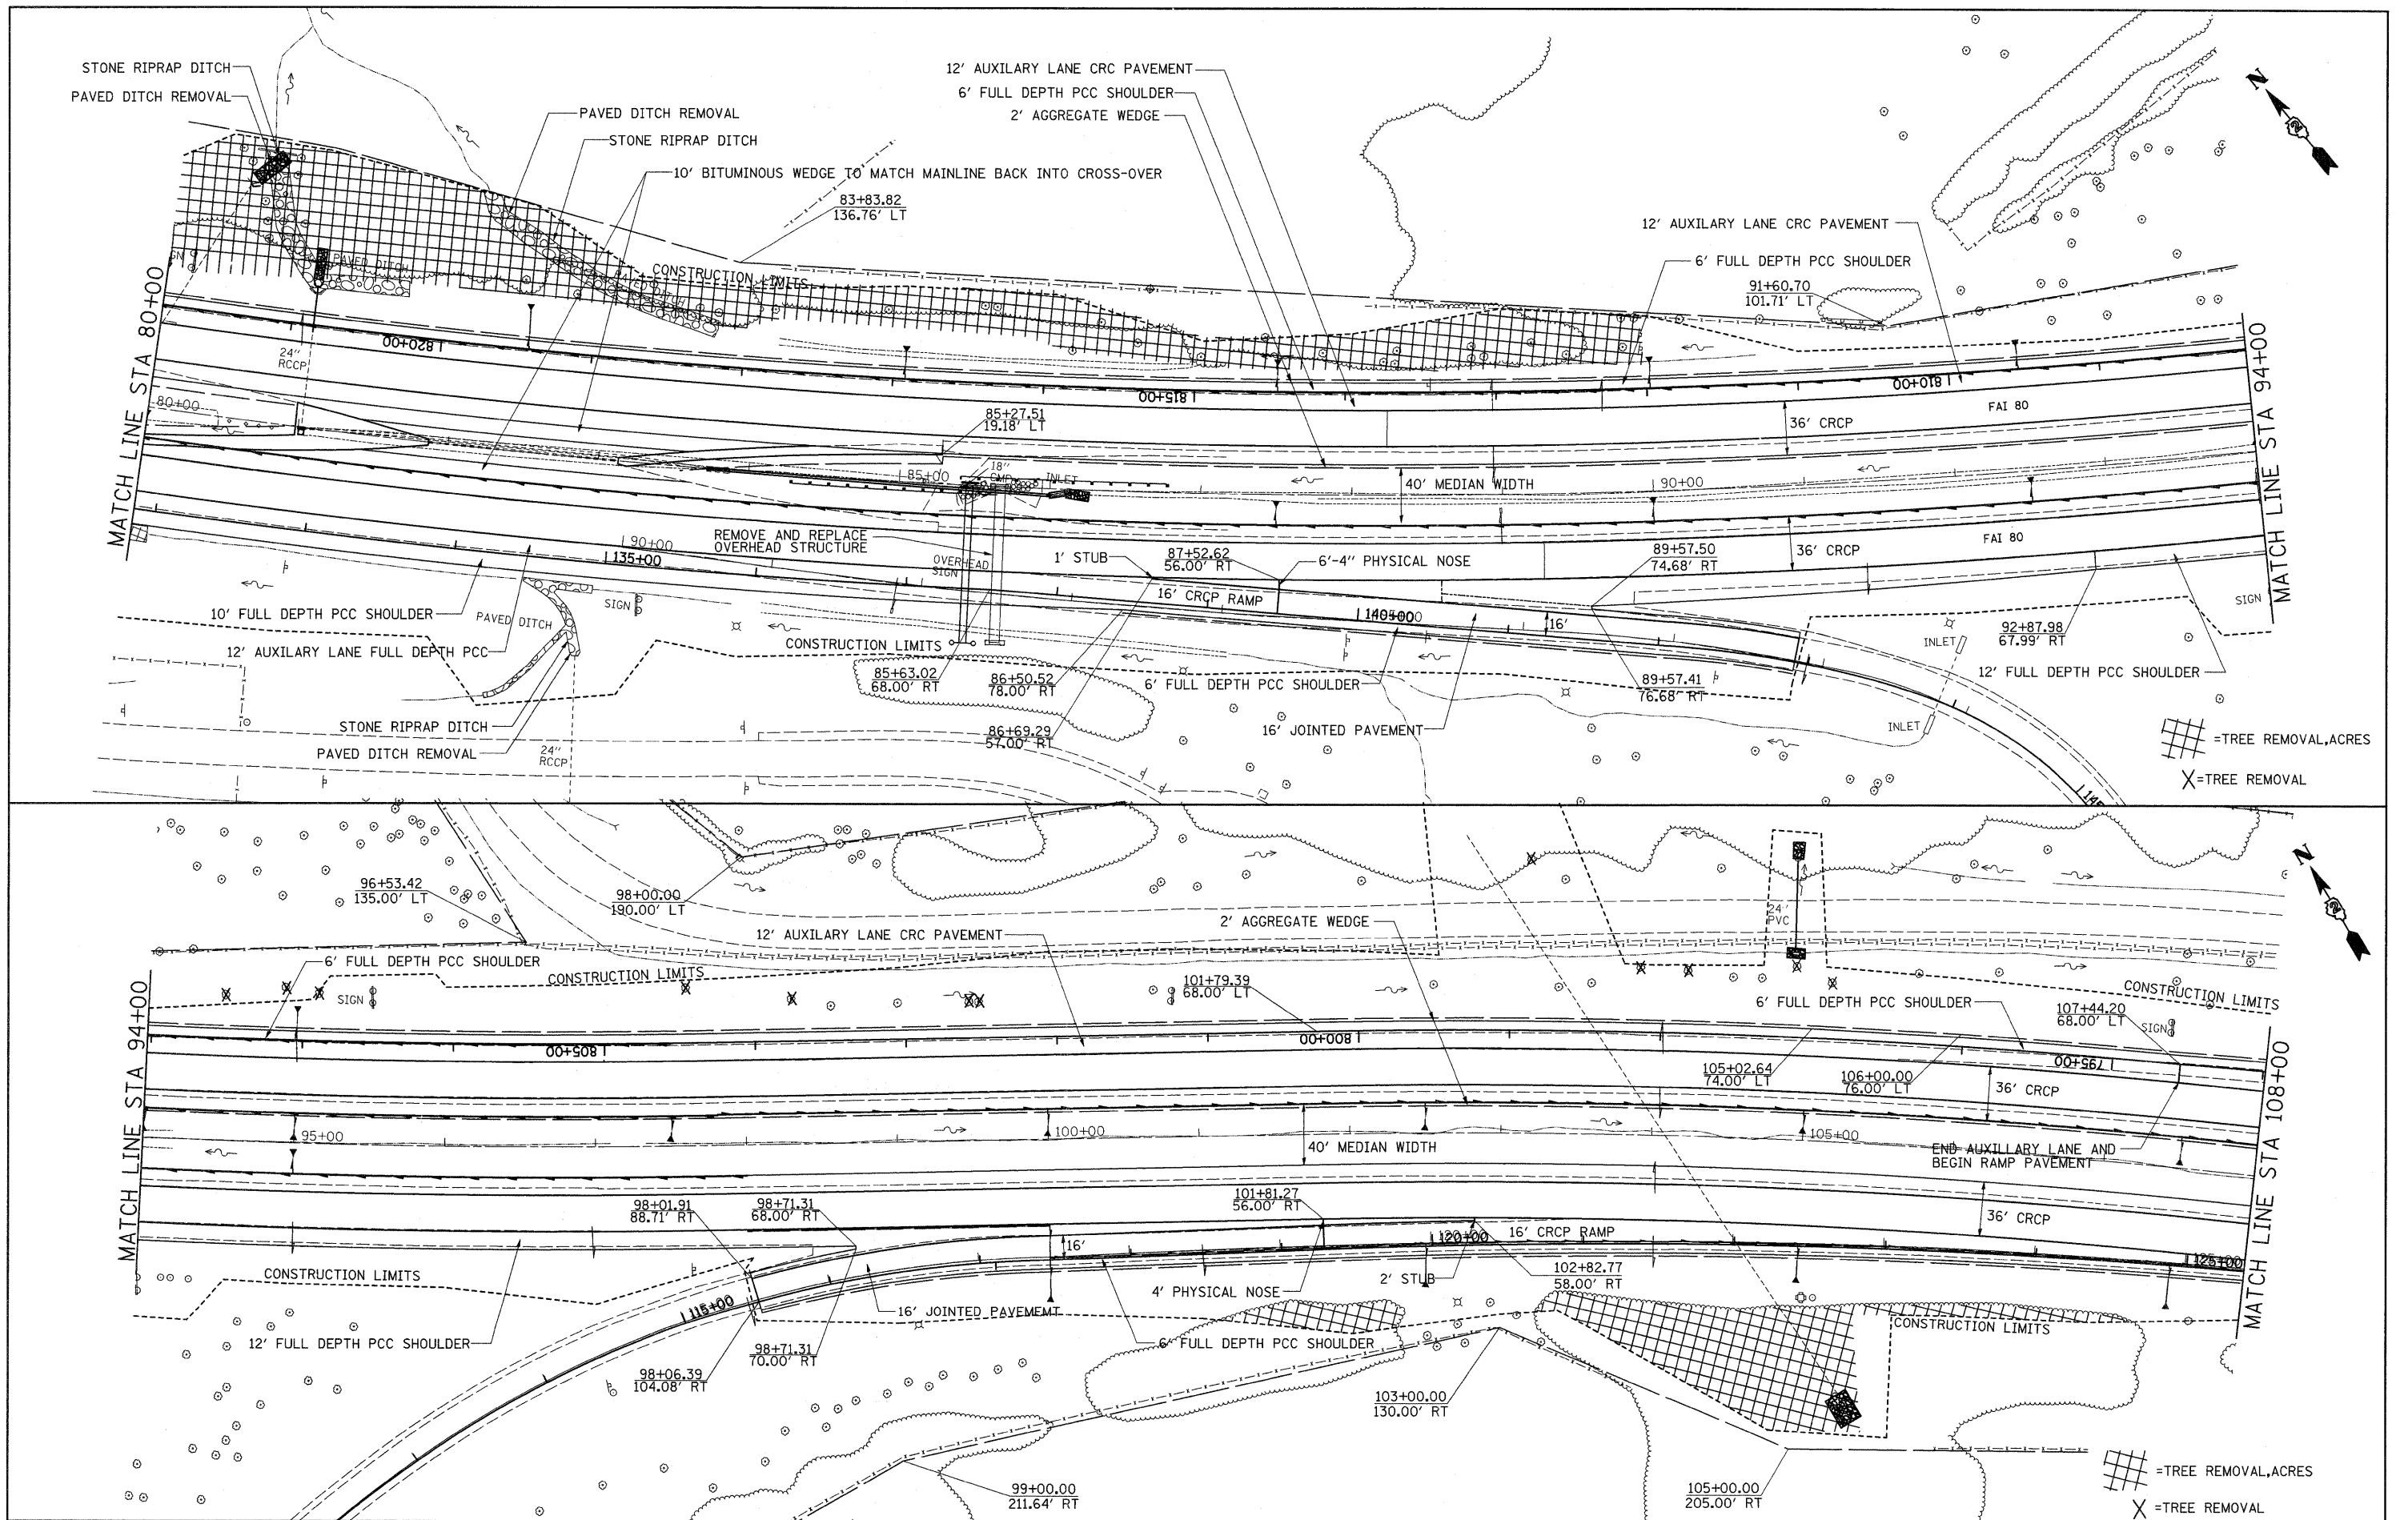 STONE RIPRAP DITCH
PAVED DITCH REMOVAL
PAVED DITCH REMOVAL
STONE RIPRAP DITCH
10' BITUMINOUS WEDGE TO MATCH MAINLINE BACK INTO CROSS-OVER
83+83.82
136.76' LT
12' AUXILARY LANE CRC PAVEMENT
6' FULL DEPTH PCC SHOULDER
2' AGGREGATE WEDGE
12' AUXILARY LANE CRC PAVEMENT
6' FULL DEPTH PCC SHOULDER
91+60.70
101.71' LT
N
2
PAVED DITCH
CONSTRUCTION LIMITS
PAVED DITCH
MATCH LINE STA 80+00
24"
RCCP
820+00
815+00
810+00
80+00
85+27.51
19.18' LT
85+00
18"
CMP
INLET
40' MEDIAN WIDTH
90+00
36' CRCP
FAI 80
MATCH LINE STA 94+00
REMOVE AND REPLACE
OVERHEAD STRUCTURE
90+00
135+00
OVERHEAD
SIGN
1' STUB
87+52.62
56.00' RT
6'-4" PHYSICAL NOSE
89+57.50
74.68' RT
36' CRCP
FAI 80
16' CRCP RAMP
140+00
16'
10' FULL DEPTH PCC SHOULDER
PAVED DITCH
SIGN
12' AUXILARY LANE FULL DEPTH PCC
CONSTRUCTION LIMITS
85+63.02
68.00' RT
86+50.52
78.00' RT
6' FULL DEPTH PCC SHOULDER
89+57.41
76.68' RT
INLET
92+87.98
67.99' RT
SIGN
12' FULL DEPTH PCC SHOULDER
STONE RIPRAP DITCH
PAVED DITCH REMOVAL
24"
RCCP
86+69.29
57.00' RT
16' JOINTED PAVEMENT
INLET
=TREE REMOVAL,ACRES
X=TREE REMOVAL
96+53.42
135.00' LT
98+00.00
190.00' LT
12' AUXILARY LANE CRC PAVEMENT
2' AGGREGATE WEDGE
24"
PVC
N
2
6' FULL DEPTH PCC SHOULDER
CONSTRUCTION LIMITS
SIGN
101+79.39
68.00' LT
6' FULL DEPTH PCC SHOULDER
CONSTRUCTION LIMITS
107+44.20
68.00' LT
SIGN
MATCH LINE STA 94+00
805+00
800+00
795+00
105+02.64
74.00' LT
106+00.00
76.00' LT
36' CRCP
95+00
100+00
105+00
40' MEDIAN WIDTH
END AUXILLARY LANE AND
BEGIN RAMP PAVEMENT
MATCH LINE STA 108+00
98+01.91
88.71' RT
98+71.31
68.00' RT
101+81.27
56.00' RT
36' CRCP
16'
120+00
16' CRCP RAMP
125+00
CONSTRUCTION LIMITS
115+00
16' JOINTED PAVEMEMT
4' PHYSICAL NOSE
2' STUB
102+82.77
58.00' RT
12' FULL DEPTH PCC SHOULDER
98+71.31
70.00' RT
6' FULL DEPTH PCC SHOULDER
CONSTRUCTION LIMITS
98+06.39
104.08' RT
103+00.00
130.00' RT
99+00.00
211.64' RT
105+00.00
205.00' RT
=TREE REMOVAL,ACRES
X =TREE REMOVAL